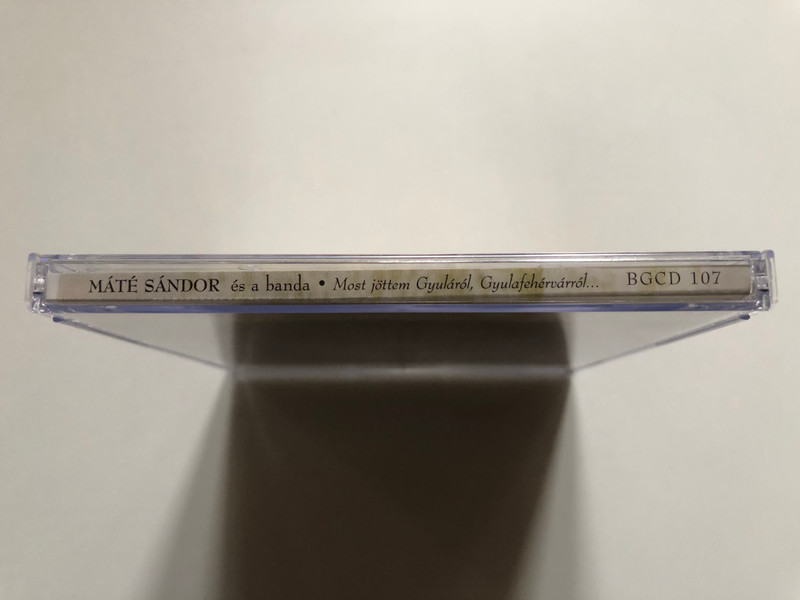 MÁTÉ SÁNDOR és a banda • Most jöttem Gyuláról, Gyulafehérvárról... BGCD 107